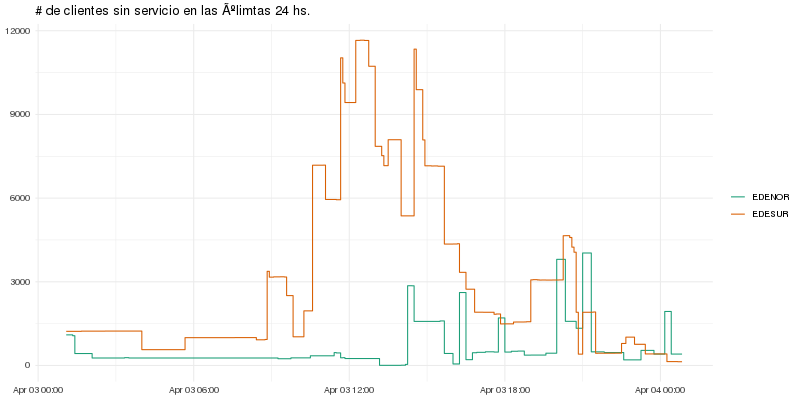 # de clientes sin servicio en las Ãºlimtas 24 hs.
12000
9000
6000
3000
0
Apr 03 00:00
Apr 03 06:00
Apr 03 12:00
Apr 03 18:00
Apr 04 00:00
EDENOR
EDESUR